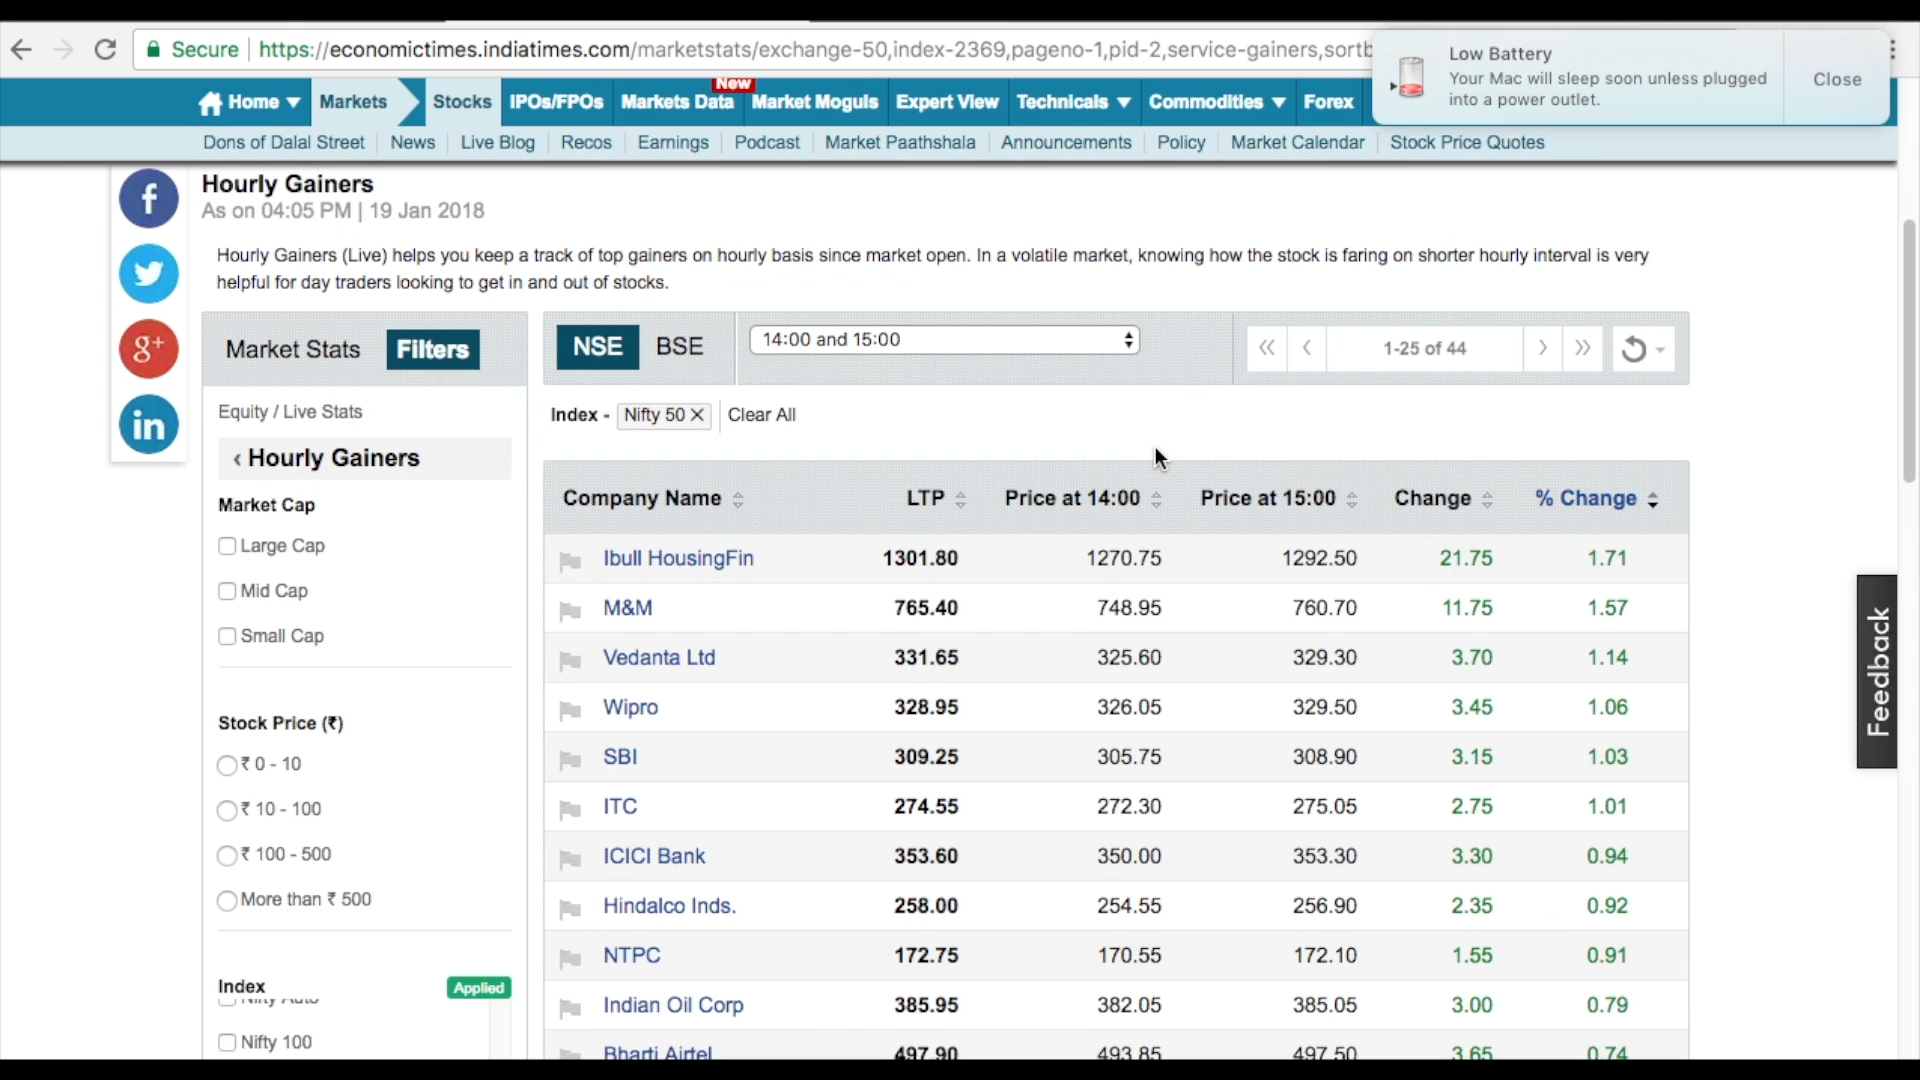 Secure https://economictimes.indiatimes.com/marketstats/exchange-50,index-2369,pageno-1,pid-2,service-gainers,sortb
Low Battery
Your Mac will sleep soon unless plugged
into a power outlet.
Close
New
Home Markets Stocks IPOs/FPOs Markets Data Market Moguls Expert View Technicals Commodities Forex
Dons of Dalal Street News Live Blog Recos Earnings Podcast Market Paathshala Announcements Policy Market Calendar Stock Price Quotes
f
g+
in
Hourly Gainers
As on 04:05 PM | 19 Jan 2018
Hourly Gainers (Live) helps you keep a track of top gainers on hourly basis since market open. In a volatile market, knowing how the stock is faring on shorter hourly interval is very
helpful for day traders looking to get in and out of stocks.
Market Stats Filters
Equity / Live Stats
‹ Hourly Gainers
Market Cap
Large Cap
Mid Cap
Small Cap
Stock Price (₹)
₹ 0 - 10
₹ 10 - 100
₹ 100 - 500
More than ₹ 500
Index Applied
Nifty Auto
Nifty 100
NSE BSE 14:00 and 15:00 « ‹ 1-25 of 44 › »
Index - Nifty 50 ✕ Clear All
Company Name LTP Price at 14:00 Price at 15:00 Change % Change
Ibull HousingFin 1301.80 1270.75 1292.50 21.75 1.71
M&M 765.40 748.95 760.70 11.75 1.57
Vedanta Ltd 331.65 325.60 329.30 3.70 1.14
Wipro 328.95 326.05 329.50 3.45 1.06
SBI 309.25 305.75 308.90 3.15 1.03
ITC 274.55 272.30 275.05 2.75 1.01
ICICI Bank 353.60 350.00 353.30 3.30 0.94
Hindalco Inds. 258.00 254.55 256.90 2.35 0.92
NTPC 172.75 170.55 172.10 1.55 0.91
Indian Oil Corp 385.95 382.05 385.05 3.00 0.79
Bharti Airtel 497.90 493.85 497.50 3.65 0.74
Feedback